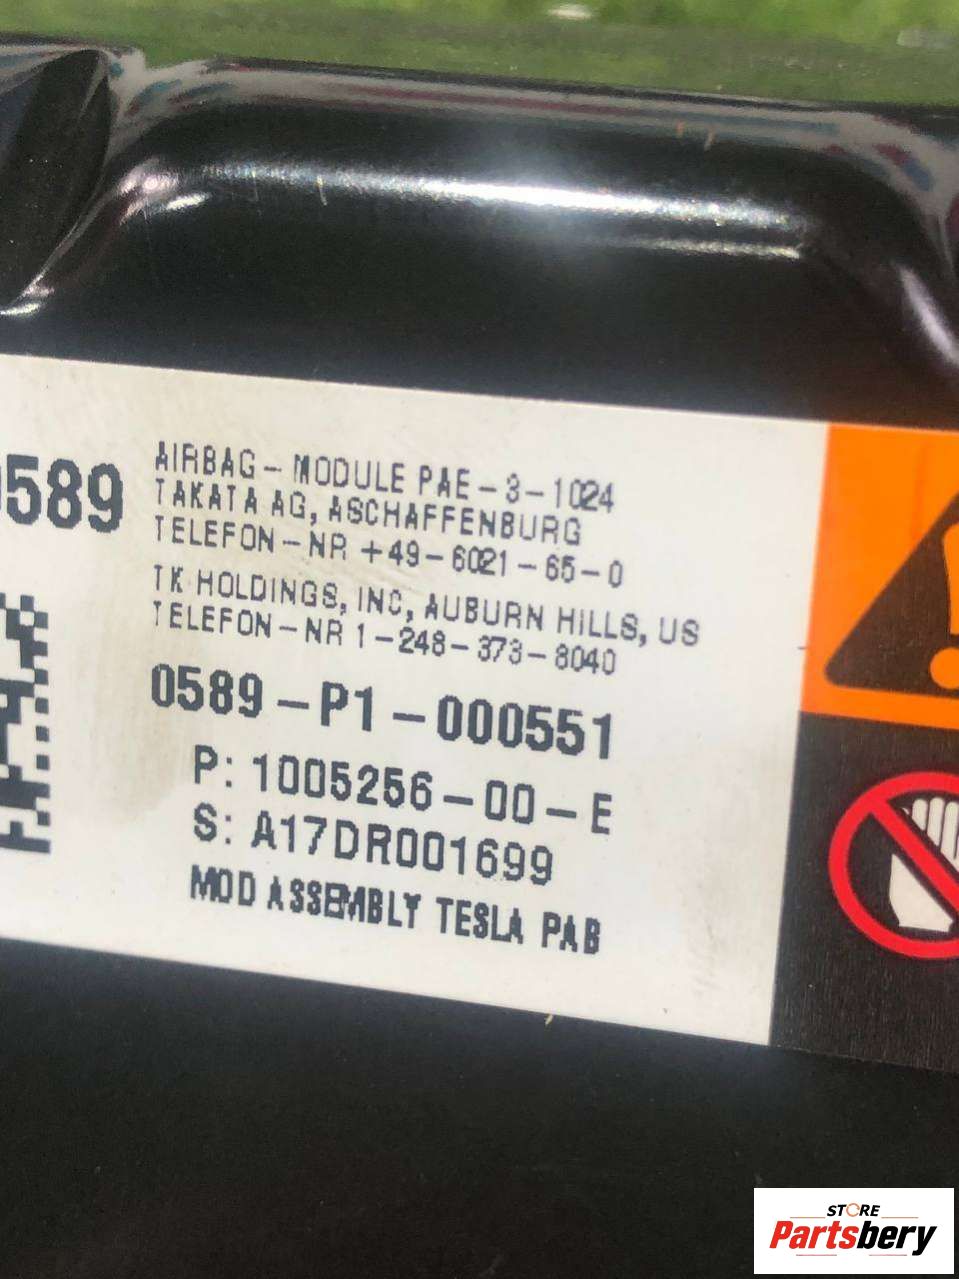 0589
AIRBAG - MODULE PAE - 3 - 1024
TAKATA AG, ASCHAFFENBURG
TELEFON - NR +49 - 6021 - 65 - 0
TK HOLDINGS, INC, AUBURN HILLS, US
TELEFON - NR 1 - 248 - 373 - 8040
0589 - P1 - 000551
P: 1005256 - 00 - E
S: A17DR001699
MOD ASSEMBLY TESLA PAB
STORE
Partsbery